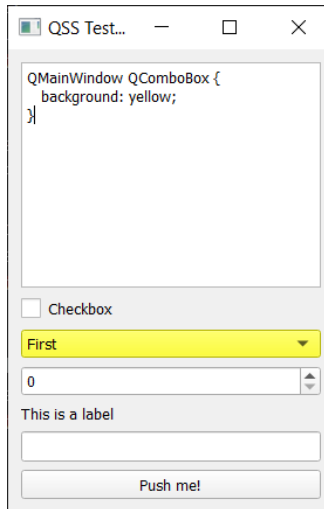 QSS Test...
QMainWindow QComboBox {
   background: yellow;
}
Checkbox
First
0
This is a label
Push me!